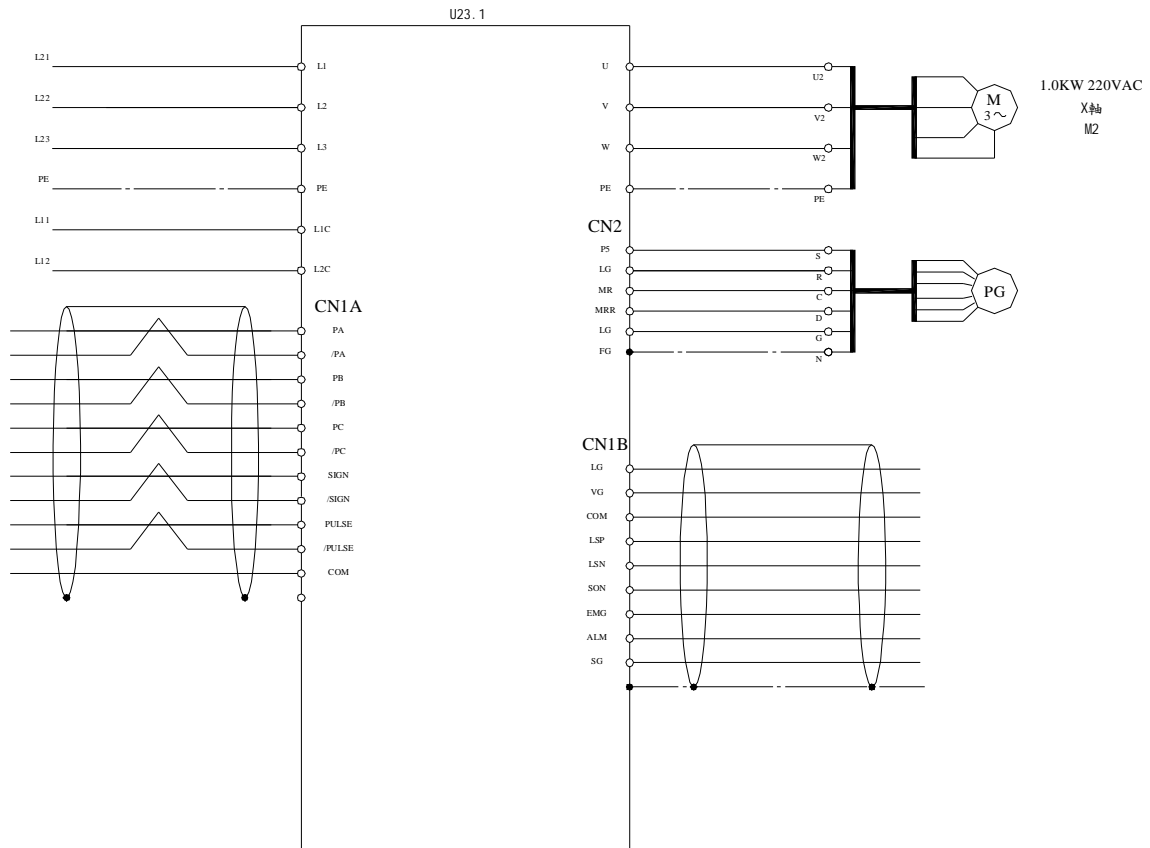 U23.1
L21
L1
L22
L2
L23
L3
PE
PE
L11
L1C
L12
L2C
CN1A
PA
/PA
PB
/PB
PC
/PC
SIGN
/SIGN
PULSE
/PULSE
COM
U
U2
V
V2
W
W2
PE
PE
M
3～
1.0KW 220VAC
X軸
M2
CN2
P5
S
LG
R
MR
C
MRR
D
LG
G
FG
N
PG
CN1B
LG
VG
COM
LSP
LSN
SON
EMG
ALM
SG